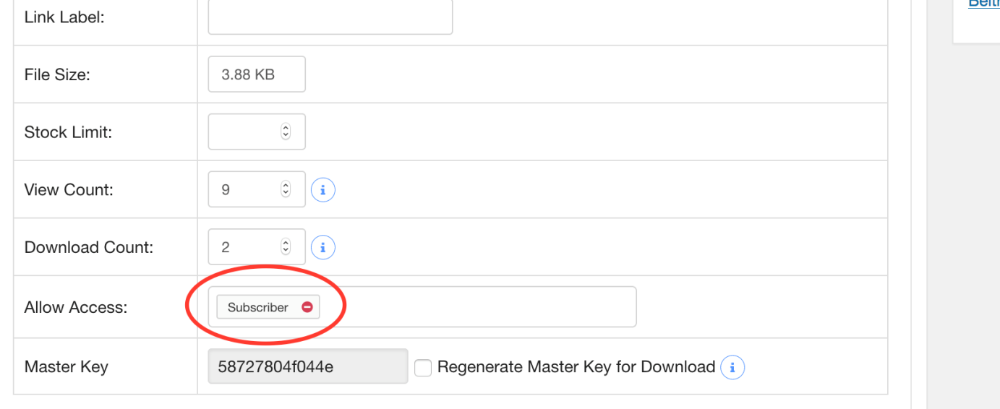 Link Label:
File Size: 3.88 KB
Stock Limit:
View Count: 9 i
Download Count: 2 i
Allow Access: Subscriber
Master Key 58727804f044e Regenerate Master Key for Download i